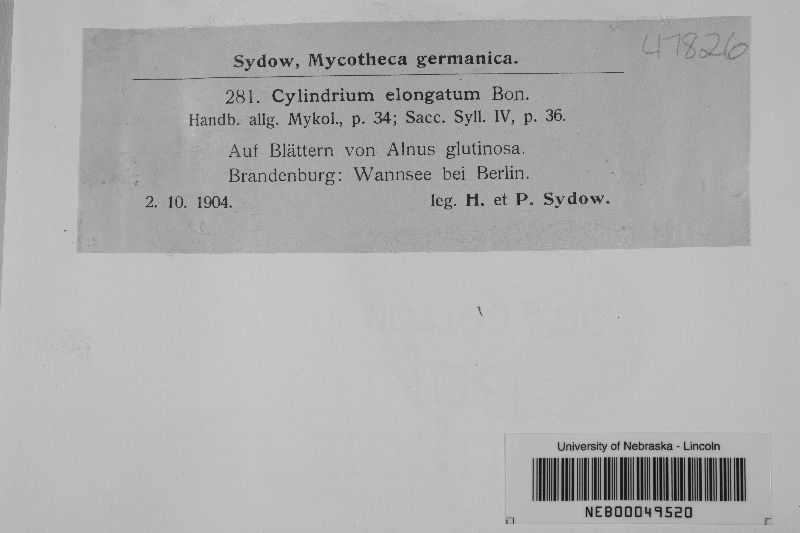 47826
Sydow, Mycotheca germanica.
281. Cylindrium elongatum Bon.
Handb. allg. Mykol., p. 34; Sacc. Syll. IV, p. 36.
Auf Blättern von Alnus glutinosa.
Brandenburg: Wannsee bei Berlin.
2. 10. 1904. leg. H. et P. Sydow.
University of Nebraska - Lincoln
NEB00049520